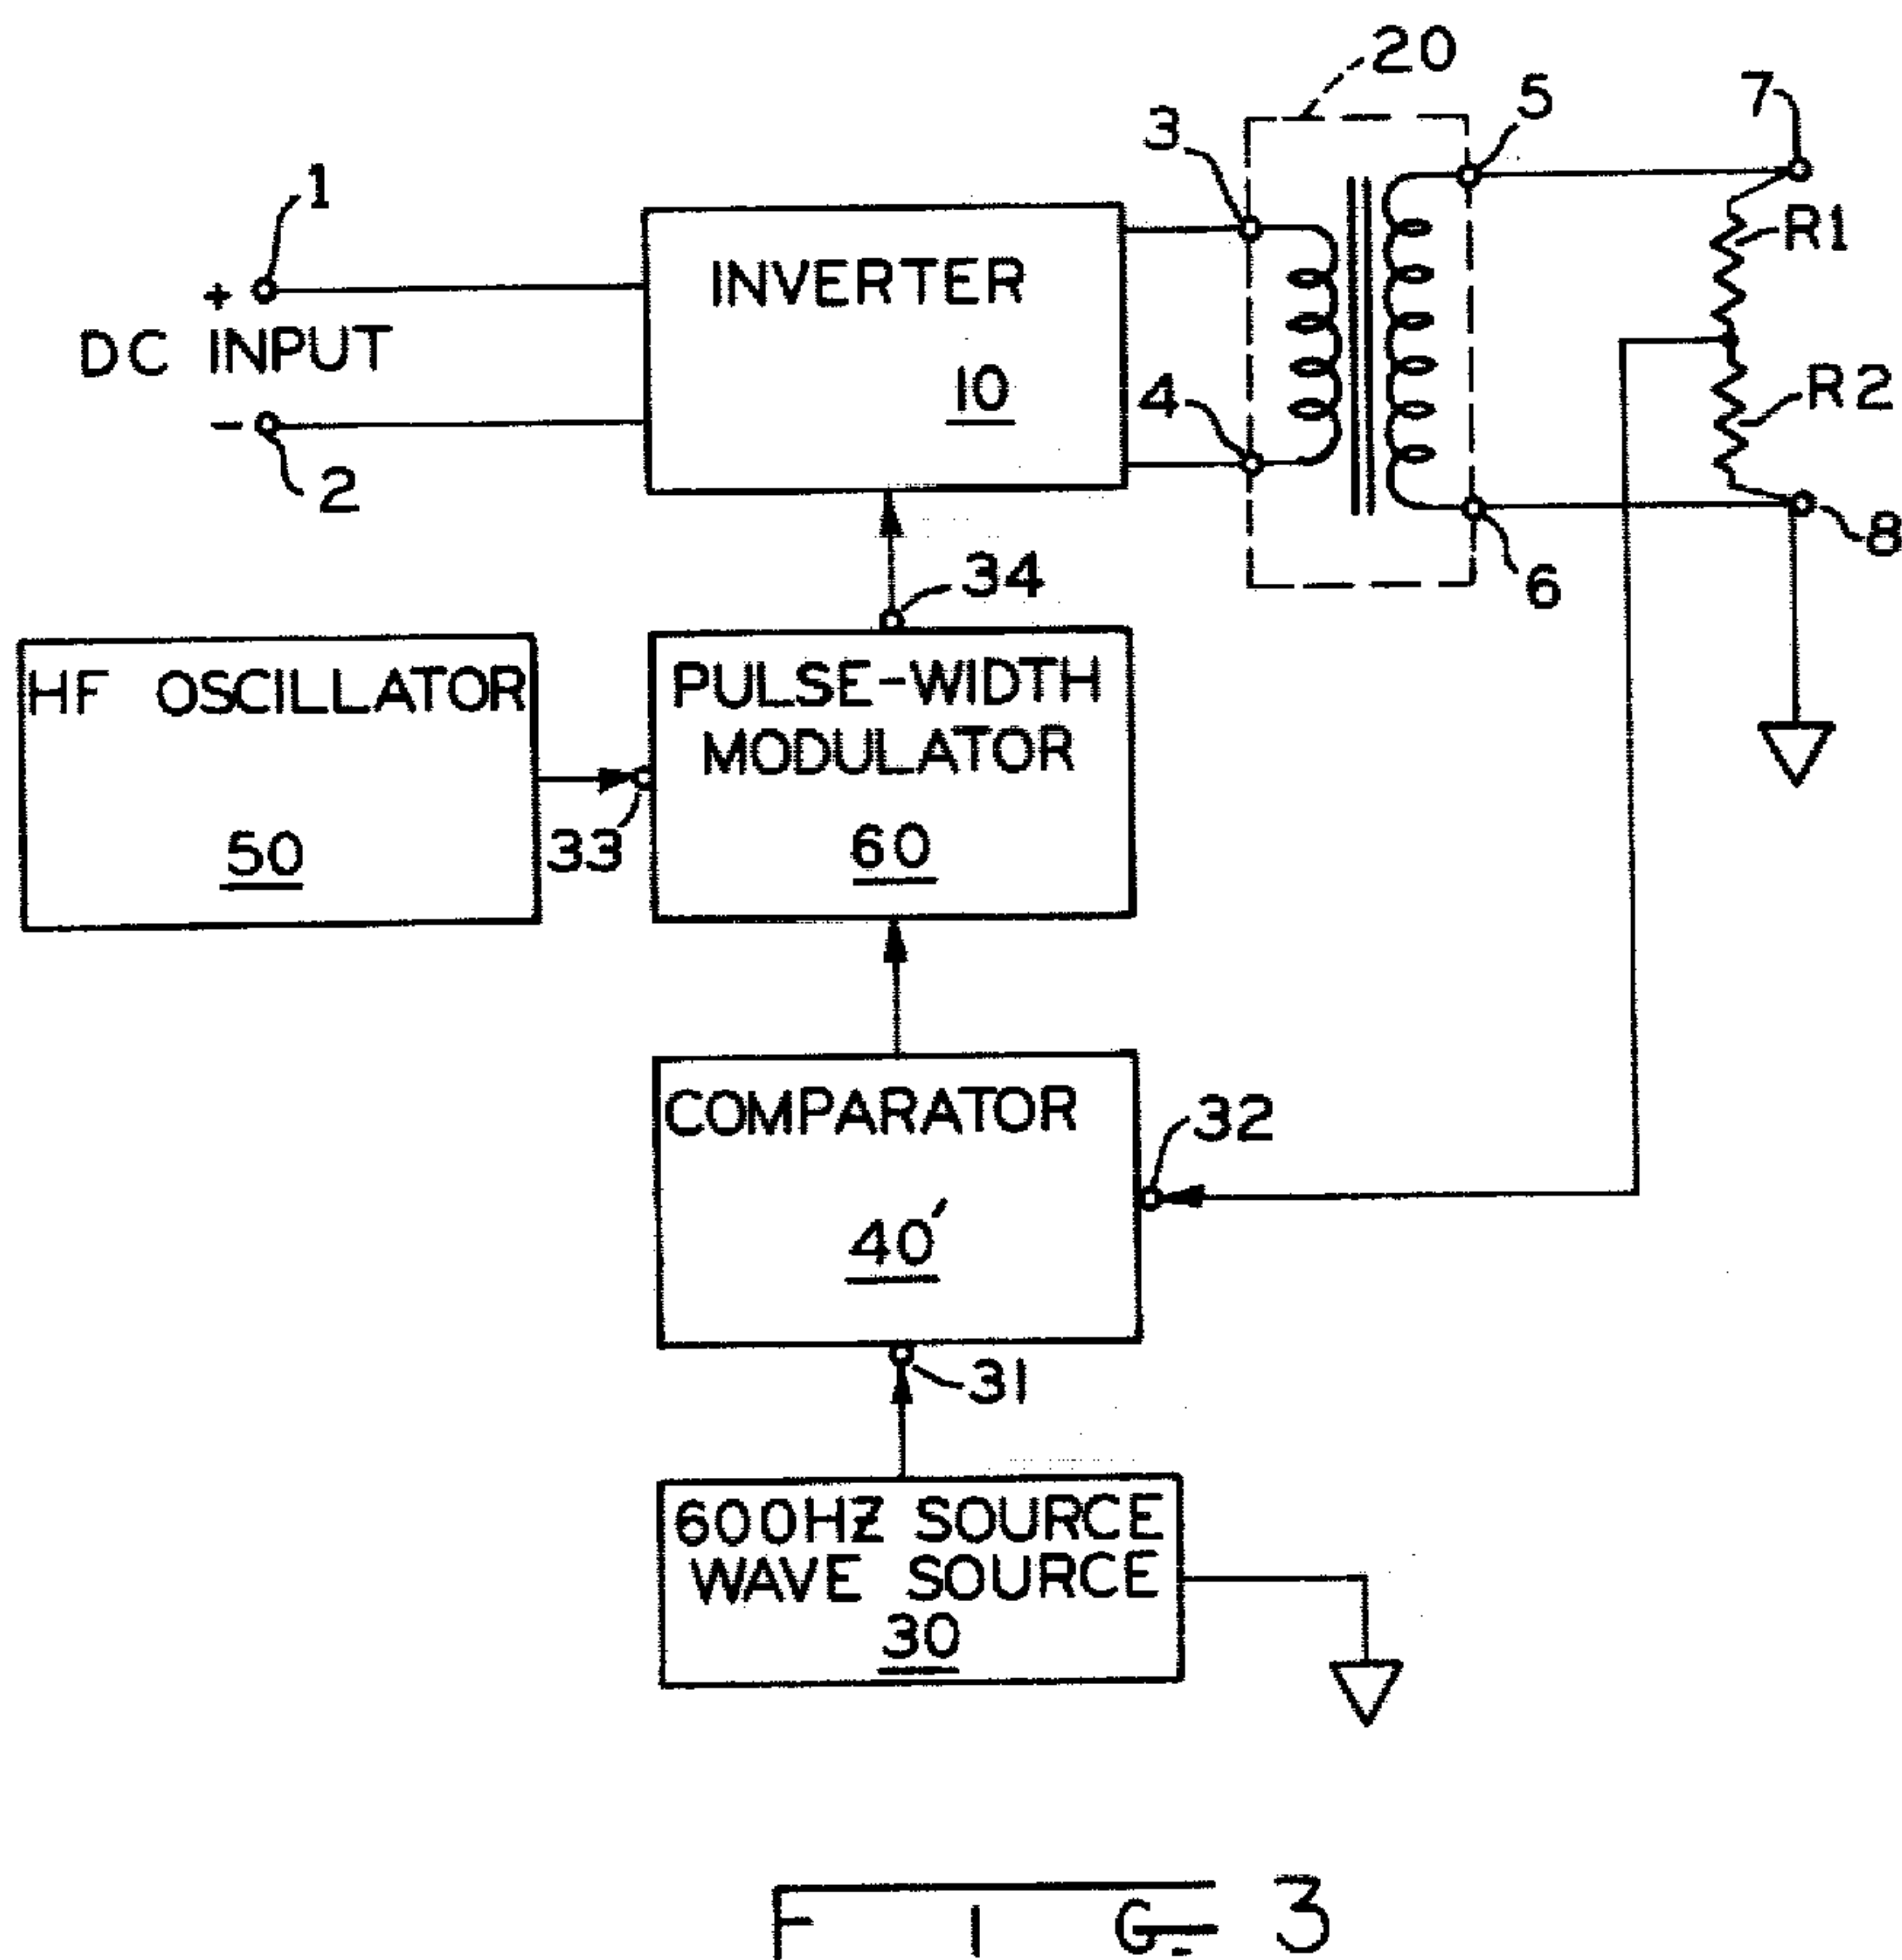 20
3
5
7
1
INVERTER
10
R1
+
DC INPUT
-
2
4
R2
6
8
34
HF OSCILLATOR
50
33
PULSE-WIDTH
MODULATOR
60
COMPARATOR
40'
32
31
600HZ SOURCE
WAVE SOURCE
30
FIG-3